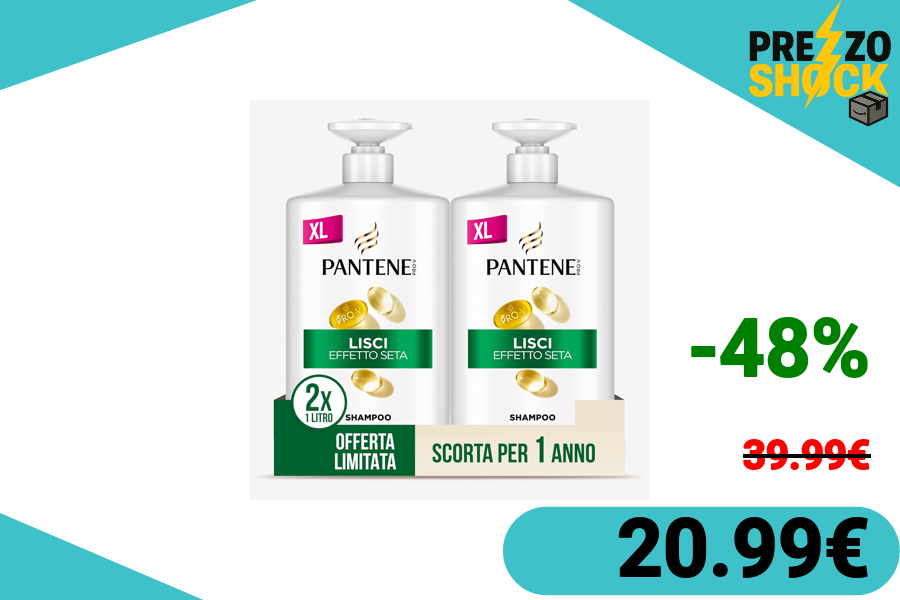 PREZZO
SHOCK
XL
PANTENE
PRO-V
PRO-V
LISCI
EFFETTO SETA
SHAMPOO
XL
PANTENE
PRO-V
LISCI
EFFETTO SETA
SHAMPOO
2x
1 LITRO
OFFERTA
LIMITATA
SCORTA PER 1 ANNO
-48%
39.99€
20.99€